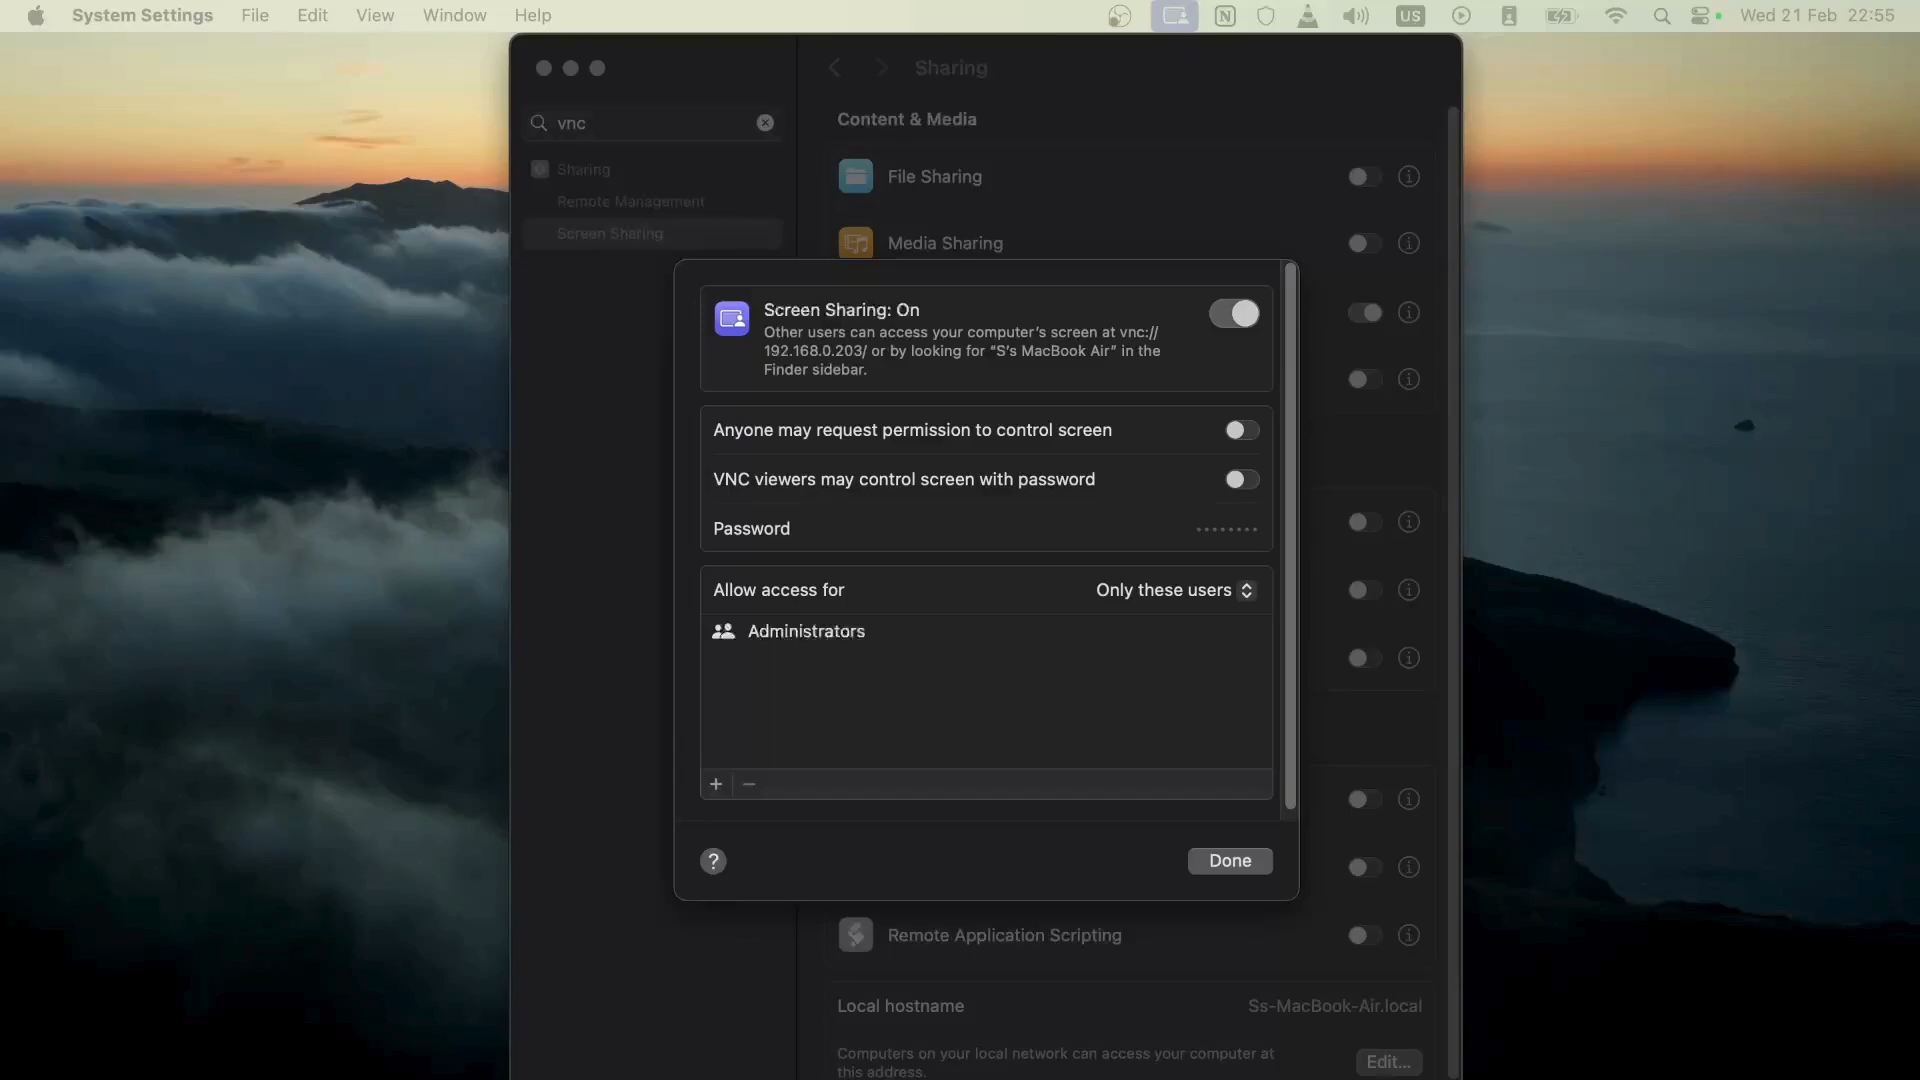 System Settings File Edit View Window Help US Wed 21 Feb 22:55
Sharing
vnc
Content & Media
Sharing
File Sharing
Remote Management
Screen Sharing
Media Sharing
Screen Sharing: On
Other users can access your computer's screen at vnc://
192.168.0.203/ or by looking for "S's MacBook Air" in the
Finder sidebar.
Anyone may request permission to control screen
VNC viewers may control screen with password
Password ••••••••
Allow access for Only these users
Administrators
+ −
? Done
Remote Application Scripting
Local hostname Ss-MacBook-Air.local
Computers on your local network can access your computer at
this address.
Edit...